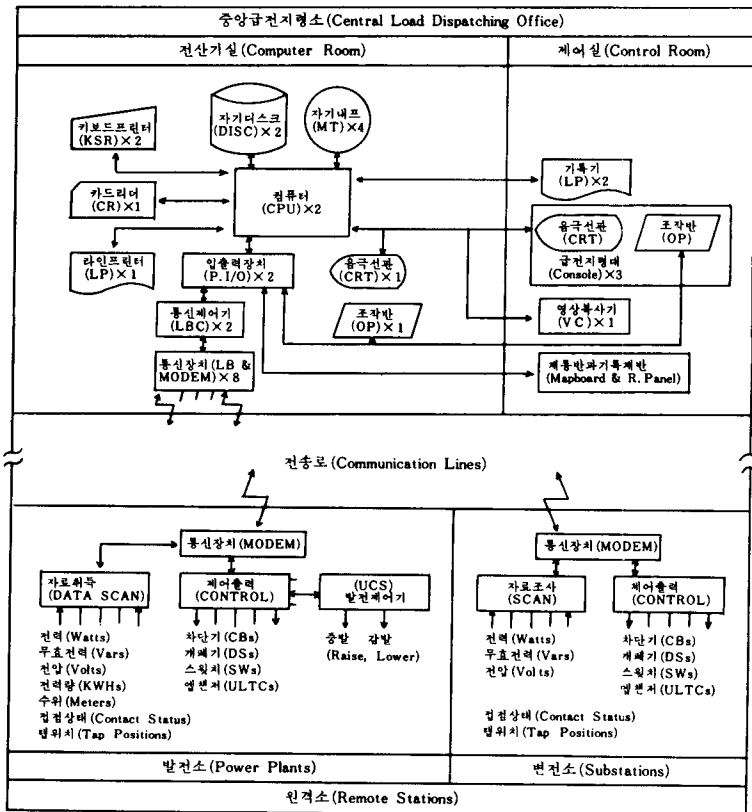 중앙급전지령소(Central Load Dispatching Office)
전산기실(Computer Room)
제어실(Control Room)
키보드프린터
(KSR)×2
자기디스크
(DISC)×2
자기내프
(MT)×4
카드리더
(CR)×1
컴퓨터
(CPU)×2
기록기
(LP)×2
음극선관
(CRT)
조작반
(OP)
급전지령대
(Console)×3
라인프린터
(LP)×1
입출력장치
(P.I/O)×2
음극선관
(CRT)×1
통신제어기
(LBC)×2
조작반
(OP)×1
영상복사기
(VC)×1
통신장치(LB &
MODEM)×8
계통반과기록계반
(Mapboard & R. Panel)
전송로(Communication Lines)
통신장치(MODEM)
자료취득
(DATA SCAN)
제어출력
(CONTROL)
(UCS)
발전제어기
전력(Watts)
무효전력(Vars)
전압(Volts)
전력량(KWHs)
수위(Meters)
접점상태(Contact Status)
탭위치(Tap Positions)
차단기(CBs)
개폐기(DSs)
스윗치(SWs)
엘챈저(ULTCs)
증발 감발
(Raise, Lower)
통신장치(MODEM)
자료조사
(SCAN)
제어출력
(CONTROL)
전력(Watts)
무효전력(Vars)
전압(Volts)
접점상태(Contact Status)
탭위치(Tap Positions)
차단기(CBs)
개폐기(DSs)
스윗치(SWs)
엘챈저(ULTCs)
발전소(Power Plants)
변전소(Substations)
원격소(Remote Stations)